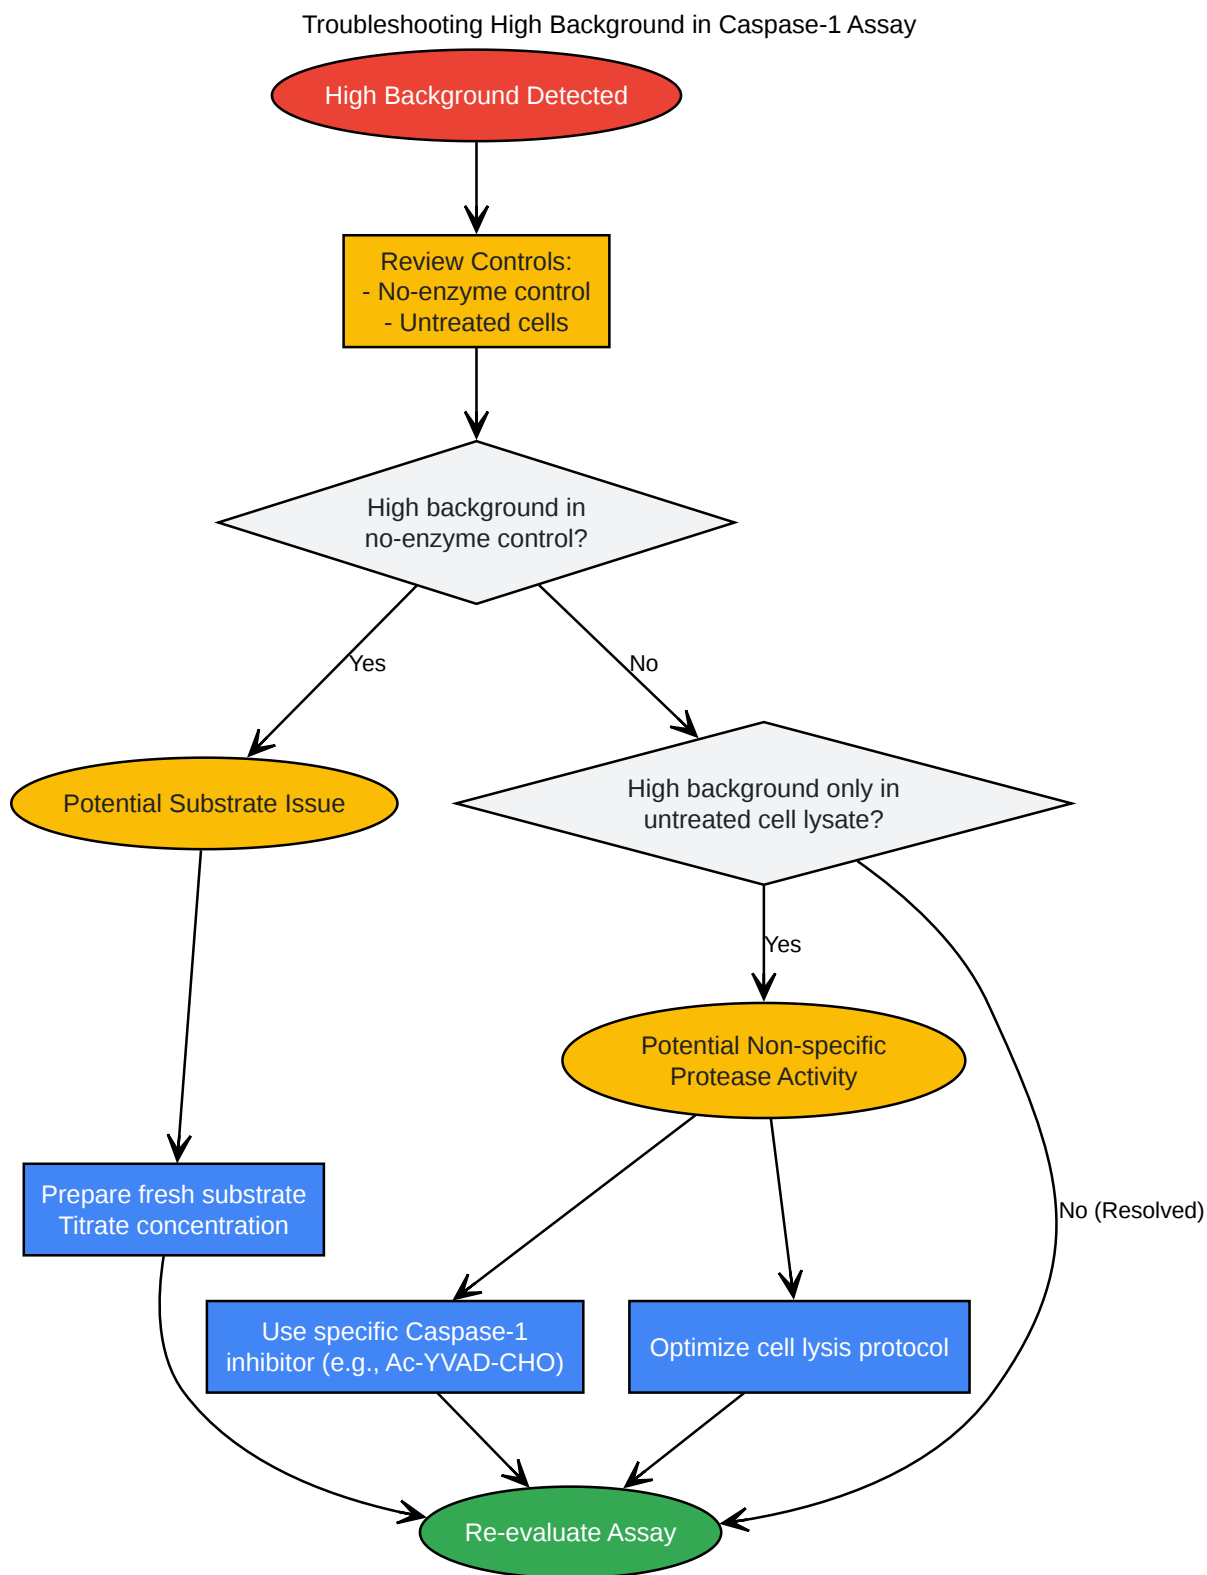 Troubleshooting High Background in Caspase-1 Assay
High Background Detected
Review Controls:
- No-enzyme control
- Untreated cells
High background in
no-enzyme control?
Yes
No
Potential Substrate Issue
High background only in
untreated cell lysate?
Yes
Potential Non-specific
Protease Activity
Prepare fresh substrate
Titrate concentration
No (Resolved)
Use specific Caspase-1
inhibitor (e.g., Ac-YVAD-CHO)
Optimize cell lysis protocol
Re-evaluate Assay